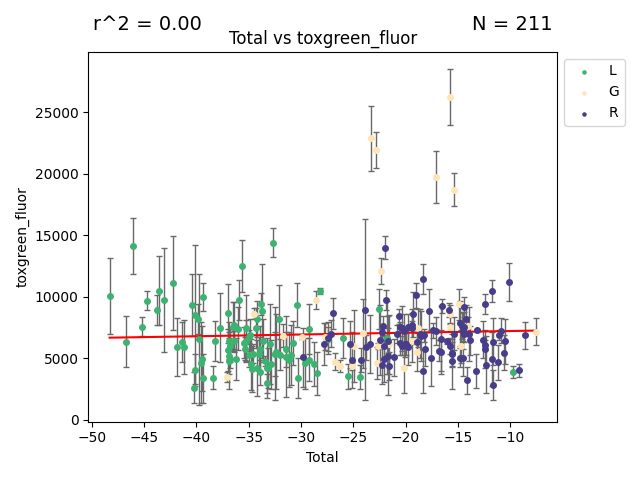 r^2 = 0.00
N = 211
Total vs toxgreen_fluor
L
G
R
25000
20000
15000
10000
5000
0
toxgreen_fluor
−50
−45
−40
−35
−30
−25
−20
−15
−10
Total